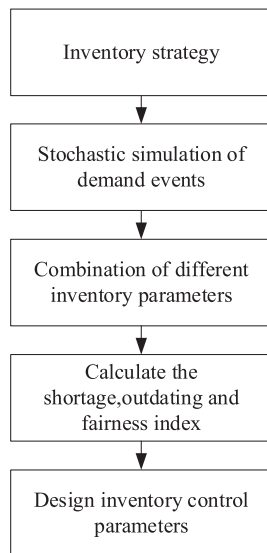 Inventory strategy
Stochastic simulation of
demand events
Combination of different
inventory parameters
Calculate the
shortage,outdating and
fairness index
Design inventory control
parameters